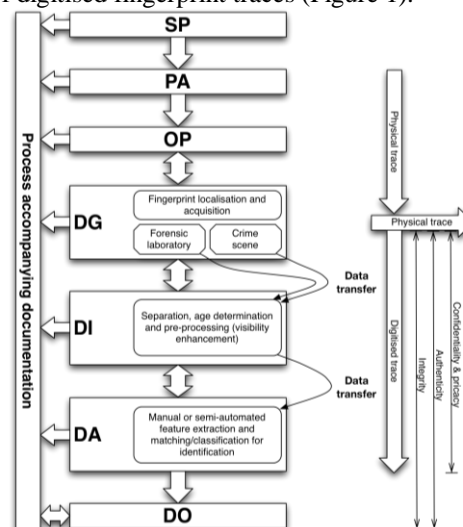 f digitised fingerprint traces (Figure 1).
SP
PA
OP
Process accompanying documentation
DG
Fingerprint localisation and
acquisition
Forensic
laboratory
Crime
scene
Data
transfer
DI
Separation, age determination
and pre-processing (visibility
enhancement)
Data
transfer
DA
Manual or semi-automated
feature extraction and
matching/classification for
identification
DO
Physical trace
Physical trace
Digitised trace
Integrity
Authenticity
Confidentiality & privacy